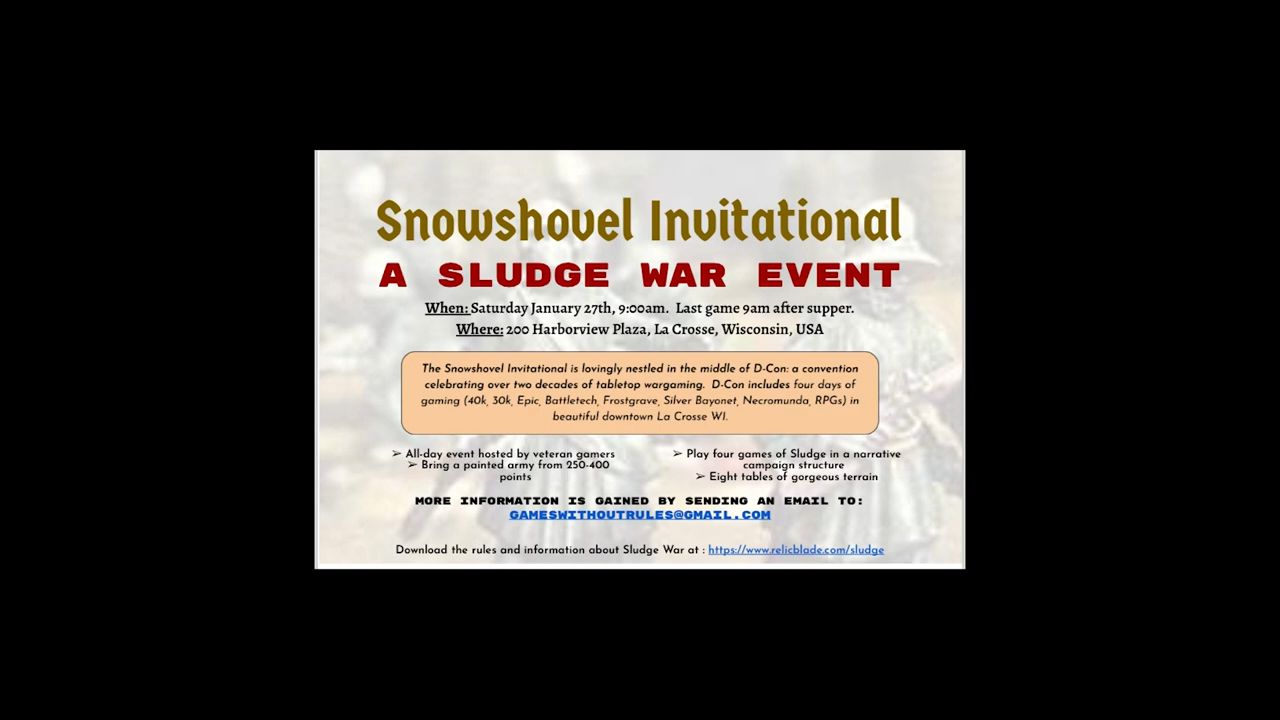 Snowshovel Invitational
A SLUDGE WAR EVENT
When: Saturday January 27th, 9:00am. Last game 9am after supper.
Where: 200 Harborview Plaza, La Crosse, Wisconsin, USA
The Snowshovel Invitational is lovingly nestled in the middle of D-Con: a convention
celebrating over two decades of tabletop wargaming. D-Con includes four days of
gaming (40k, 30k, Epic, Battletech, Frostgrave, Silver Bayonet, Necromunda, RPGs) in
beautiful downtown La Crosse WI.
➢ All-day event hosted by veteran gamers
➢ Bring a painted army from 250-400
points
➢ Play four games of Sludge in a narrative
campaign structure
➢ Eight tables of gorgeous terrain
MORE INFORMATION IS GAINED BY SENDING AN EMAIL TO:
GAMESWITHOUTRULES@GMAIL.COM
Download the rules and information about Sludge War at : https://www.relicblade.com/sludge